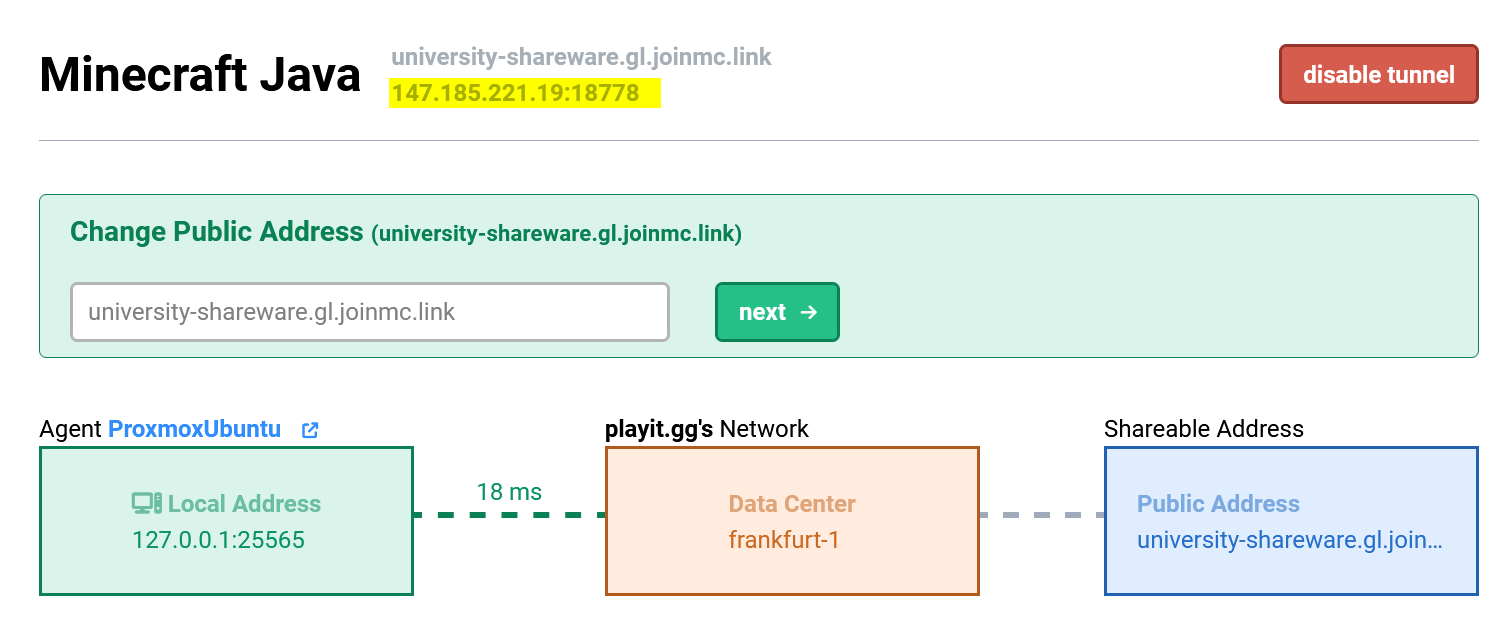 Minecraft Java
university-shareware.gl.joinmc.link
147.185.221.19:18778
disable tunnel
Change Public Address (university-shareware.gl.joinmc.link)
university-shareware.gl.joinmc.link
next →
Agent ProxmoxUbuntu
Local Address
127.0.0.1:25565
18 ms
playit.gg's Network
Data Center
frankfurt-1
Shareable Address
Public Address
university-shareware.gl.join...